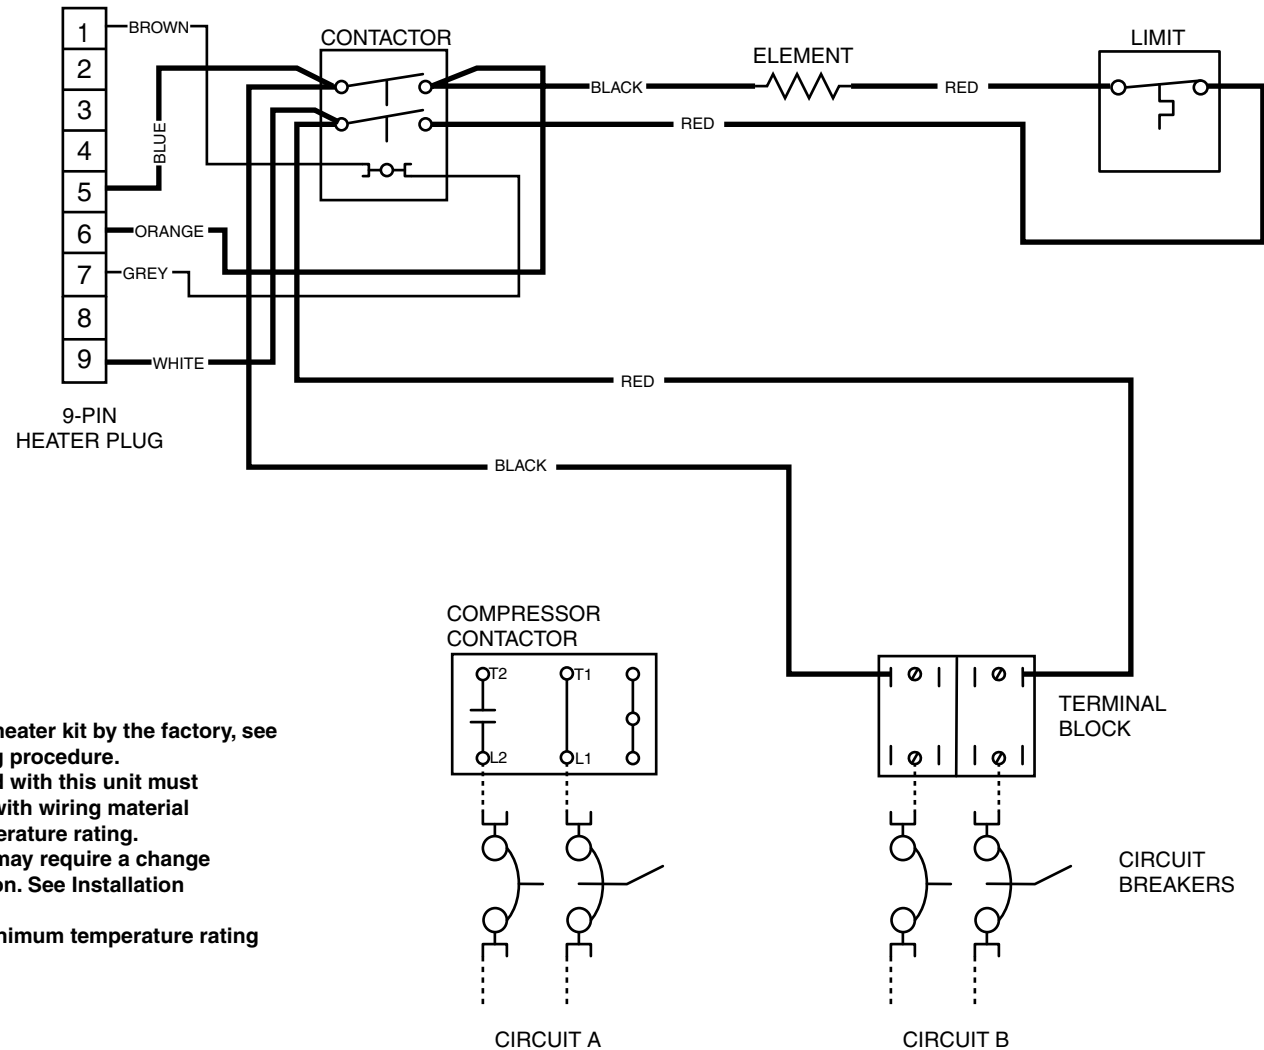 1
2
3
4
5
6
7
8
9
BROWN
BLUE
ORANGE
GREY
WHITE
9-PIN
HEATER PLUG
CONTACTOR
BLACK
ELEMENT
RED
LIMIT
RED
RED
BLACK
COMPRESSOR
CONTACTOR
T2
T1
L2
L1
TERMINAL
BLOCK
heater kit by the factory, see
g procedure.
with this unit must
with wiring material
erature rating.
may require a change
on. See Installation
nimum temperature rating
CIRCUIT
BREAKERS
CIRCUIT A
CIRCUIT B